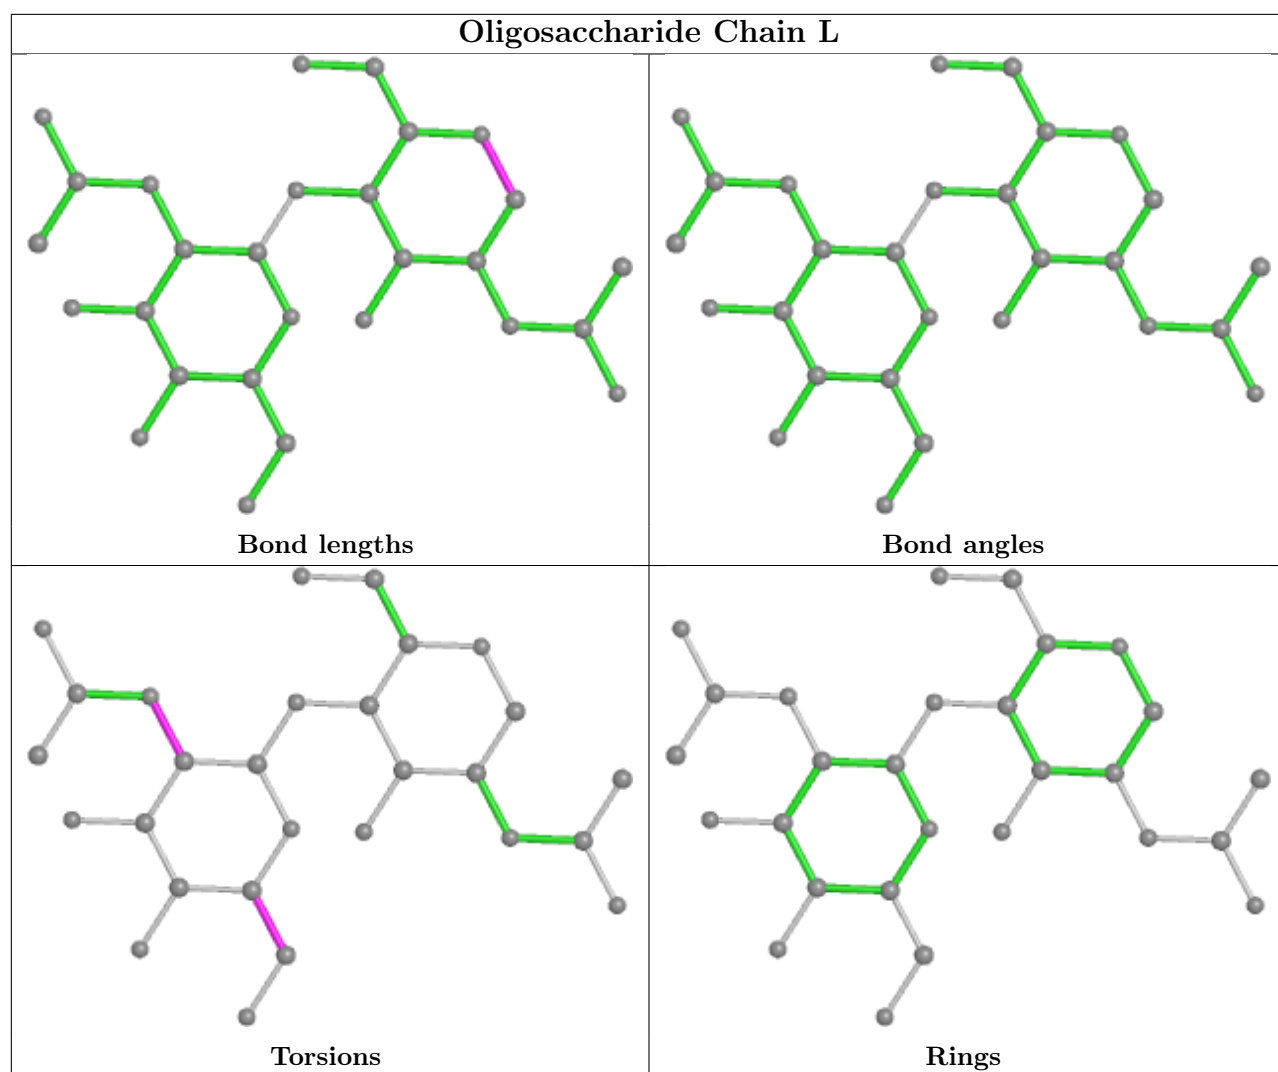 Oligosaccharide Chain L
Bond lengths
Bond angles
Torsions
Rings